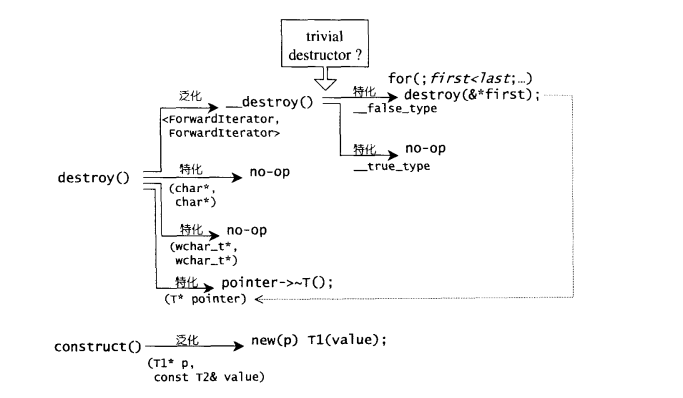 trivial
destructor ?
for(;first<last;…)
泛化
__destroy()
特化
destroy(&*first);
__false_type
<ForwardIterator,
ForwardIterator>
特化
no-op
__true_type
destroy()
特化
no-op
(char*,
char*)
特化
no-op
(wchar_t*,
wchar_t*)
特化
pointer->~T();
(T* pointer)
construct()
泛化
new(p) T1(value);
(T1* p,
const T2& value)